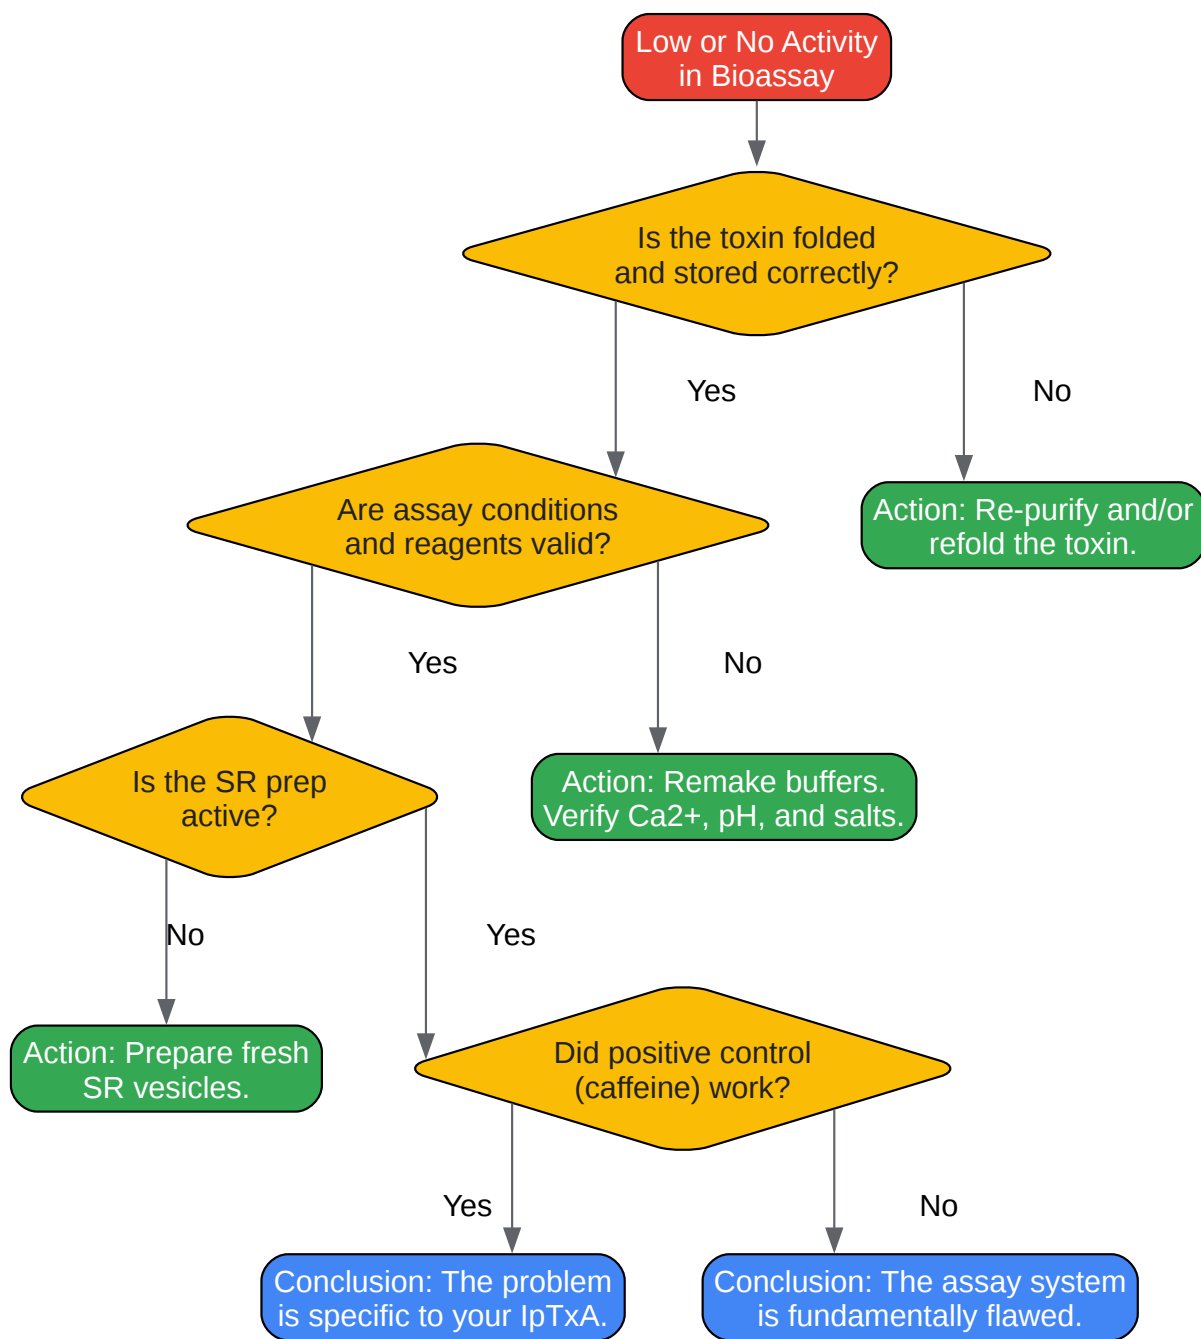 Low or No Activity
in Bioassay
Is the toxin folded
and stored correctly?
Yes
No
Are assay conditions
and reagents valid?
Action: Re-purify and/or
refold the toxin.
Yes
No
Is the SR prep
active?
Action: Remake buffers.
Verify Ca2+, pH, and salts.
No
Yes
Action: Prepare fresh
SR vesicles.
Did positive control
(caffeine) work?
Yes
No
Conclusion: The problem
is specific to your IpTxA.
Conclusion: The assay system
is fundamentally flawed.